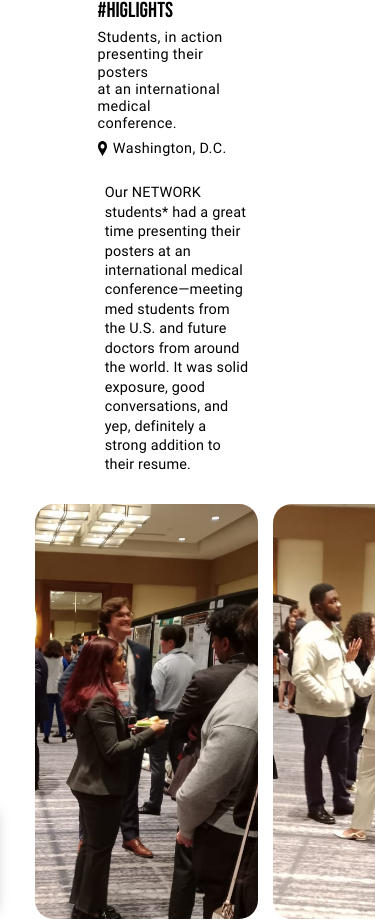 #HIGLIGHTS
Students, in action
presenting their
posters
at an international
medical
conference.
Washington, D.C.
Our NETWORK
students* had a great
time presenting their
posters at an
international medical
conference—meeting
med students from
the U.S. and future
doctors from around
the world. It was solid
exposure, good
conversations, and
yep, definitely a
strong addition to
their resume.